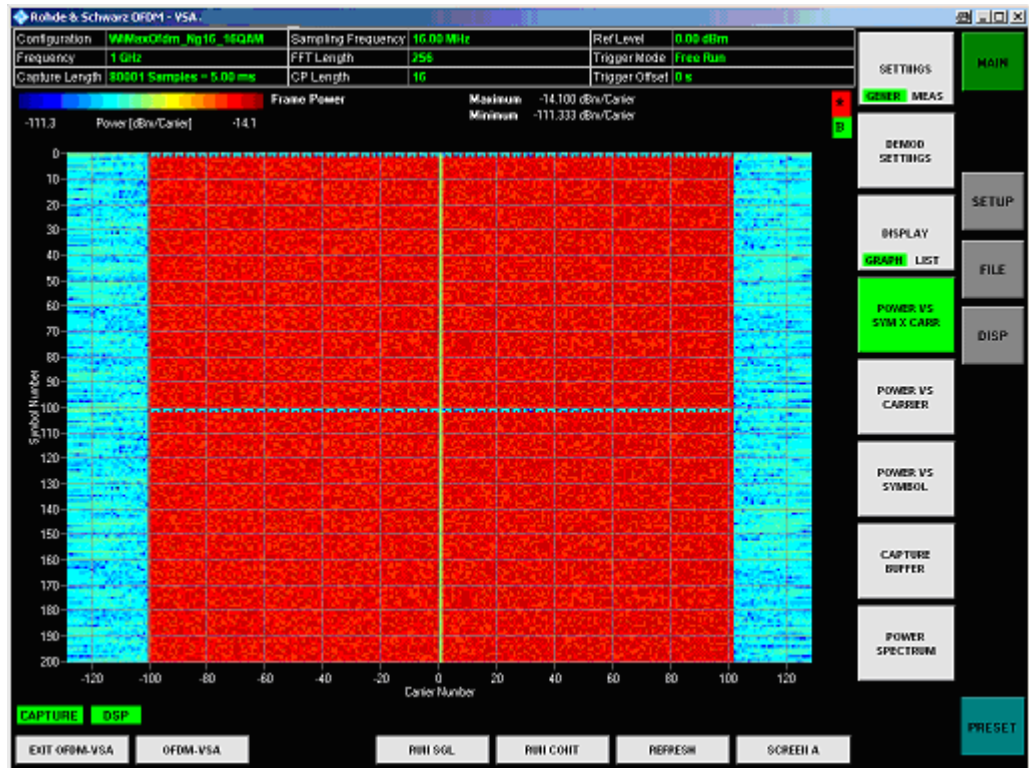 Rohde & Schwarz OFDM - VSA .
Configuration WiMaxOfdm_Ng16_16QAM Sampling Frequency 16.00 MHz Ref Level 0.00 dBm
Frequency 1 GHz FFT Length 256 Trigger Mode Free Run
Capture Length 80001 Samples = 5.00 ms CP Length 16 Trigger Offset 0 s
Frame Power
Maximum -14.100 dBm/Carrier
Minimum -111.333 dBm/Carrier
-111.3 Power [dBm/Carrier] -14.1
*
B
Symbol Number
0
10
20
30
40
50
60
70
80
90
100
110
120
130
140
150
160
170
180
190
200
-120 -100 -80 -60 -40 -20 0 20 40 60 80 100 120
Carrier Number
CAPTURE DSP
EXIT OFDM-VSA OFDM-VSA RUN SGL RUN CONT REFRESH SCREEN A
SETTINGS
GENER MEAS
DEMOD
SETTINGS
DISPLAY
GRAPH LIST
POWER VS
SYM X CARR
POWER VS
CARRIER
POWER VS
SYMBOL
CAPTURE
BUFFER
POWER
SPECTRUM
MAIN
SETUP
FILE
DISP
PRESET